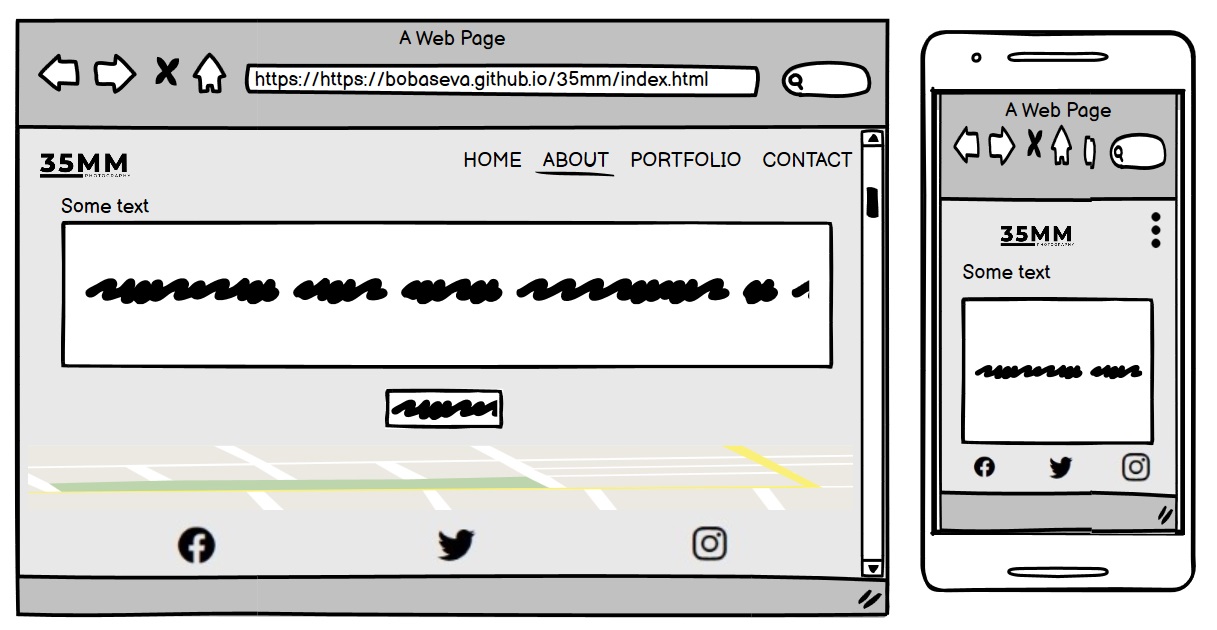 A Web Page
https://https://bobaseva.github.io/35mm/index.html
35MM
PHOTOGRAPHY
HOME ABOUT PORTFOLIO CONTACT
Some text
A Web Page
35MM
PHOTOGRAPHY
Some text